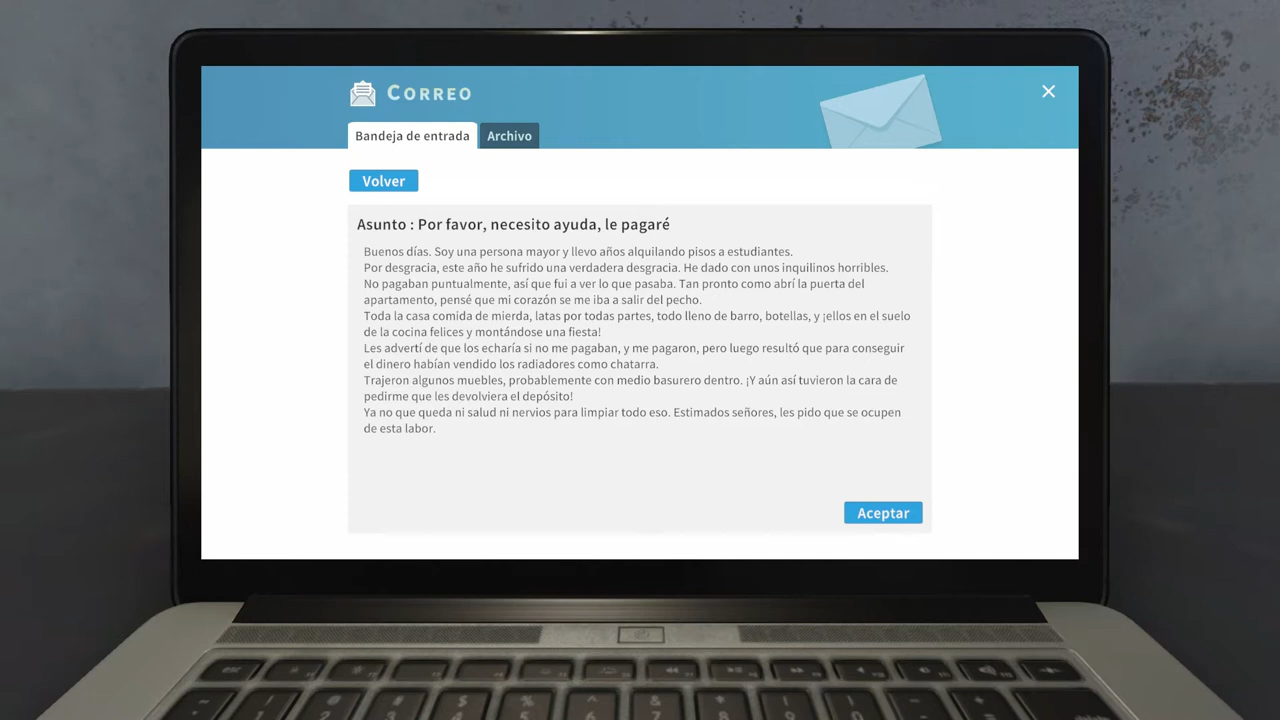 CORREO
Bandeja de entrada
Archivo
Volver
Asunto : Por favor, necesito ayuda, le pagaré
Buenos días. Soy una persona mayor y llevo años alquilando pisos a estudiantes.
Por desgracia, este año he sufrido una verdadera desgracia. He dado con unos inquilinos horribles.
No pagaban puntualmente, así que fui a ver lo que pasaba. Tan pronto como abrí la puerta del
apartamento, pensé que mi corazón se me iba a salir del pecho.
Toda la casa comida de mierda, latas por todas partes, todo lleno de barro, botellas, y ¡ellos en el suelo
de la cocina felices y montándose una fiesta!
Les advertí de que los echaría si no me pagaban, y me pagaron, pero luego resultó que para conseguir
el dinero habían vendido los radiadores como chatarra.
Trajeron algunos muebles, probablemente con medio basurero dentro. ¡Y aún así tuvieron la cara de
pedirme que les devolviera el depósito!
Ya no que queda ni salud ni nervios para limpiar todo eso. Estimados señores, les pido que se ocupen
de esta labor.
Aceptar